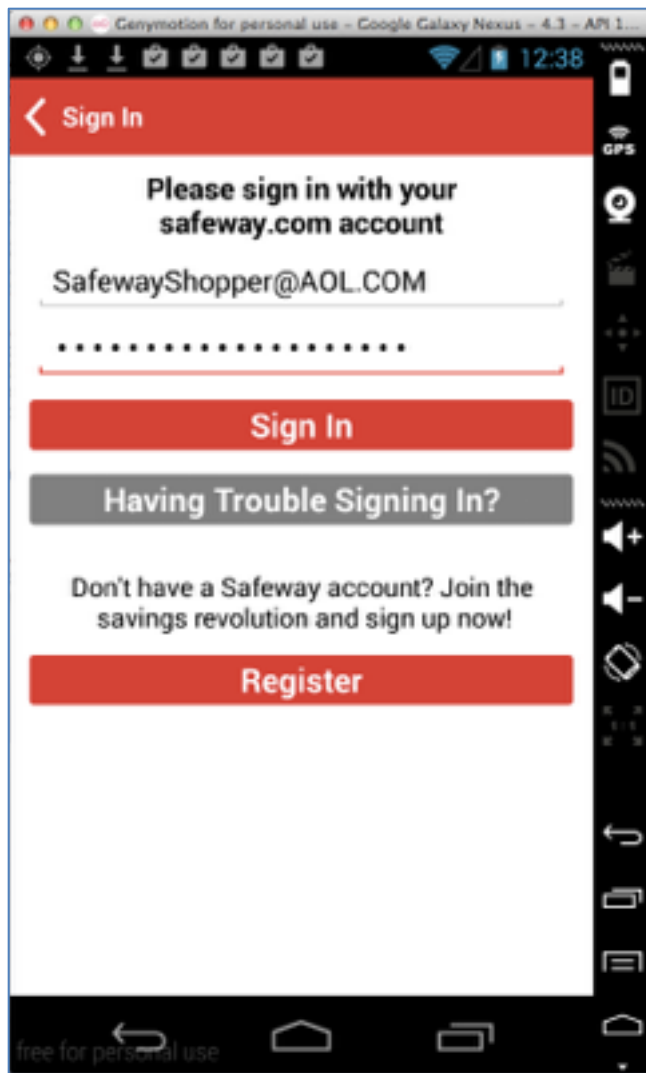 Genymotion for personal use – Google Galaxy Nexus – 4.3 – API 1...
12:38
Sign In
GPS
Please sign in with your
safeway.com account
SafewayShopper@AOL.COM
••••••••••••••••••••
Sign In
ID
Having Trouble Signing In?
Don't have a Safeway account? Join the
savings revolution and sign up now!
Register
free for personal use